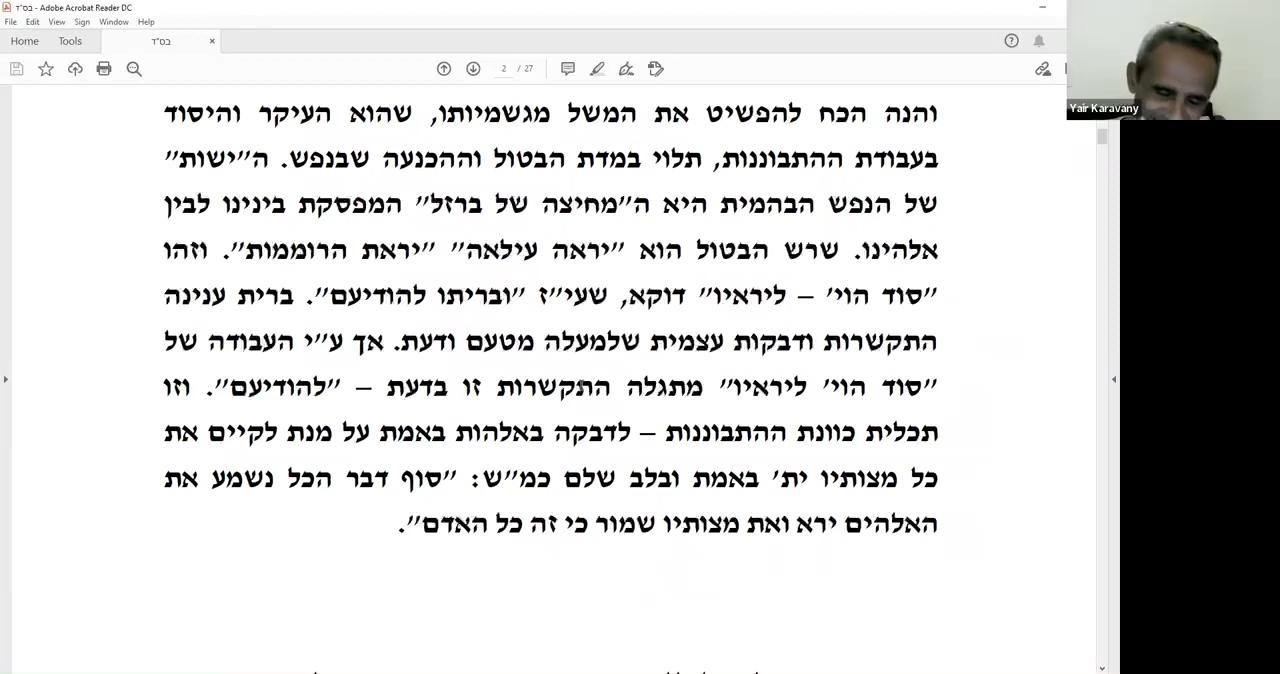 בס"ד - Adobe Acrobat Reader DC
File Edit View Sign Window Help
Home Tools בס"ד ×
2 / 27
Yair Karavany
והנה הכח להפשיט את המשל מגשמיותו, שהוא העיקר והיסוד
בעבודת ההתבוננות, תלוי במדת הבטול וההכנעה שבנפש. ה"ישות"
של הנפש הבהמית היא ה"מחיצה של ברזל" המפסקת בינינו לבין
אלהינו. שרש הבטול הוא "יראה עילאה" "יראת הרוממות". וזהו
"סוד הוי' – ליראיו" דוקא, שעי"ז "ובריתו להודיעם". ברית ענינה
התקשרות ודבקות עצמית שלמעלה מטעם ודעת. אך ע"י העבודה של
"סוד הוי' ליראיו" מתגלה התקשרות זו בדעת – "להודיעם". וזו
תכלית כוונת ההתבוננות – לדבקה באלהות באמת על מנת לקיים את
כל מצותיו ית' באמת ובלב שלם כמ"ש: "סוף דבר הכל נשמע את
האלהים ירא ואת מצותיו שמור כי זה כל האדם".